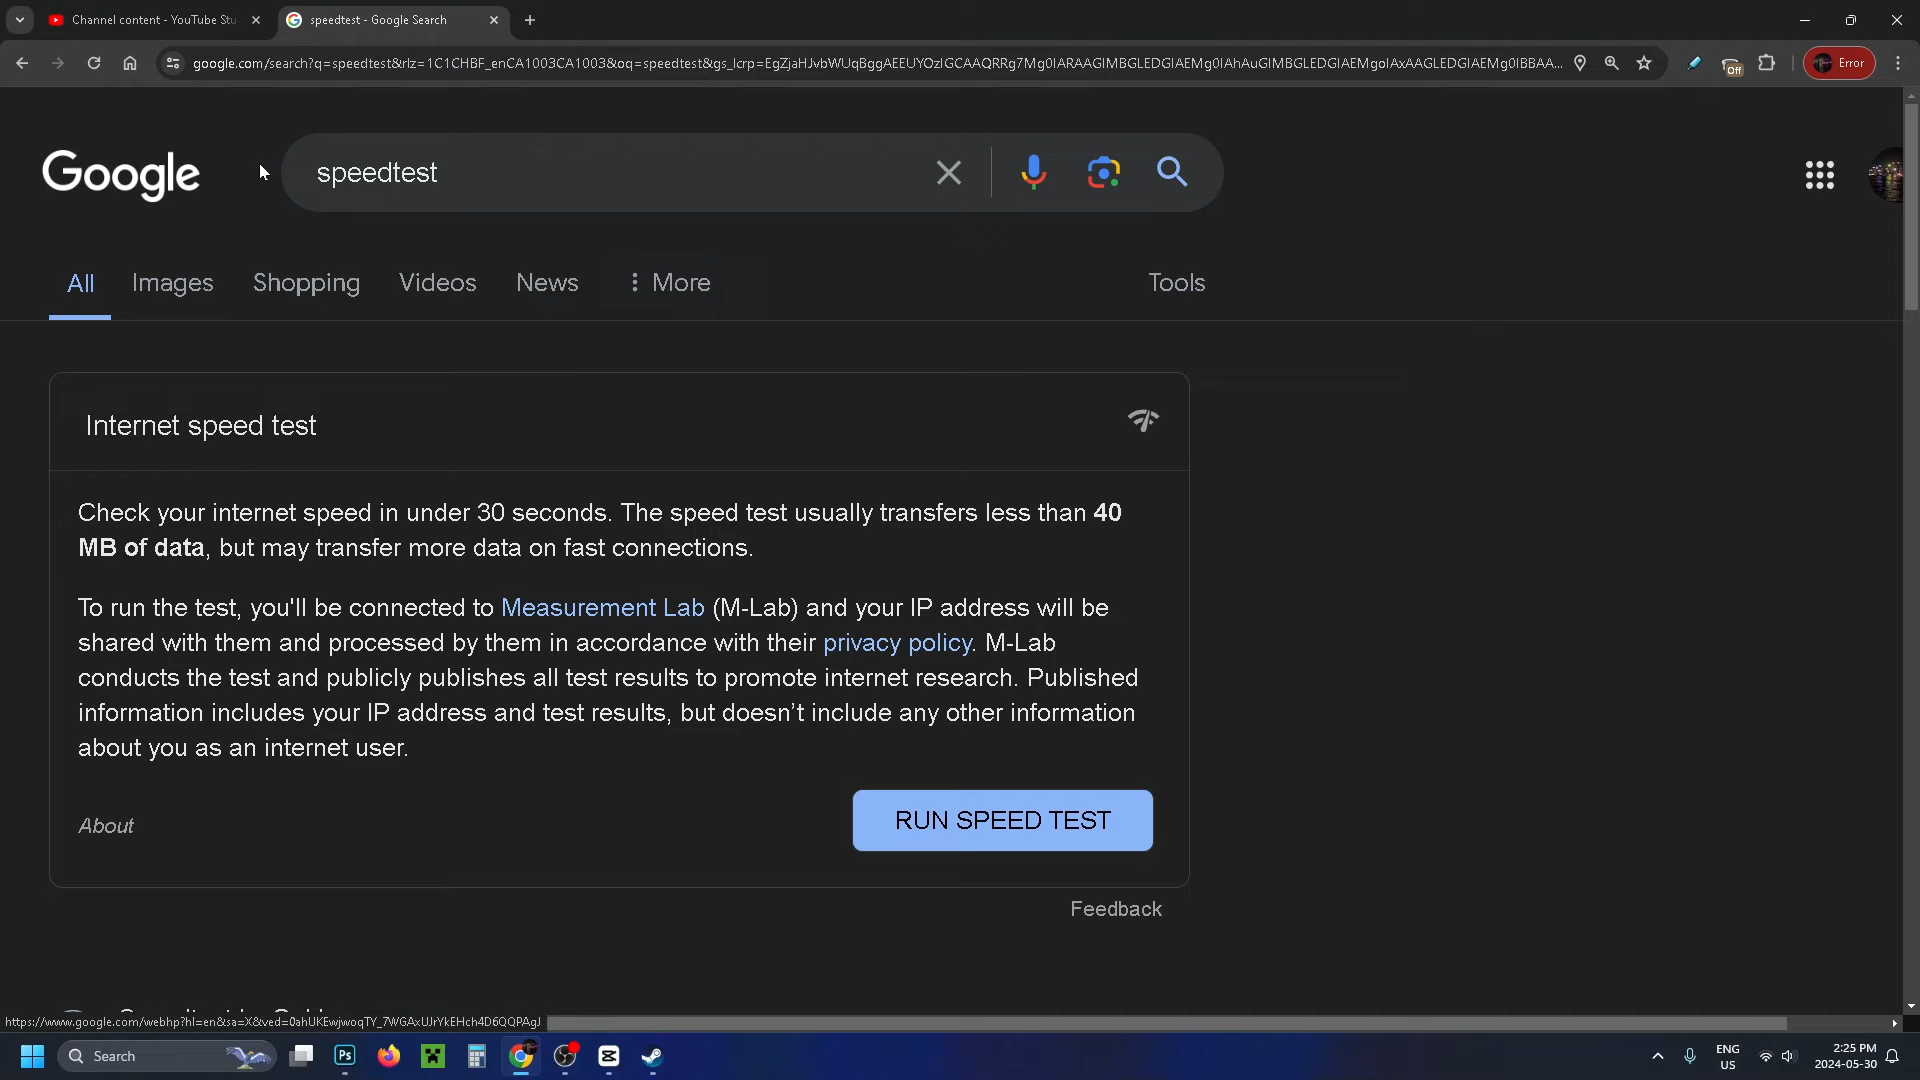 Channel content - YouTube Stu
speedtest - Google Search
google.com/search?q=speedtest&rlz=1C1CHBF_enCA1003CA1003&oq=speedtest&gs_lcrp=
Off
Error
Google
speedtest
All
Images
Shopping
Videos
News
More
Tools
Internet speed test
Check your internet speed in under 30 seconds. The speed test usually transfers less than 40
MB of data, but may transfer more data on fast connections.
To run the test, you'll be connected to Measurement Lab (M-Lab) and your IP address will be
shared with them and processed by them in accordance with their privacy policy. M-Lab
conducts the test and publicly publishes all test results to promote internet research. Published
information includes your IP address and test results, but doesn't include any other information
about you as an internet user.
About
RUN SPEED TEST
Feedback
https://www.google.com/webhp?hl=en&sa=X&ved=
Search
Ps
ENG
US
2:25 PM
2024-05-30